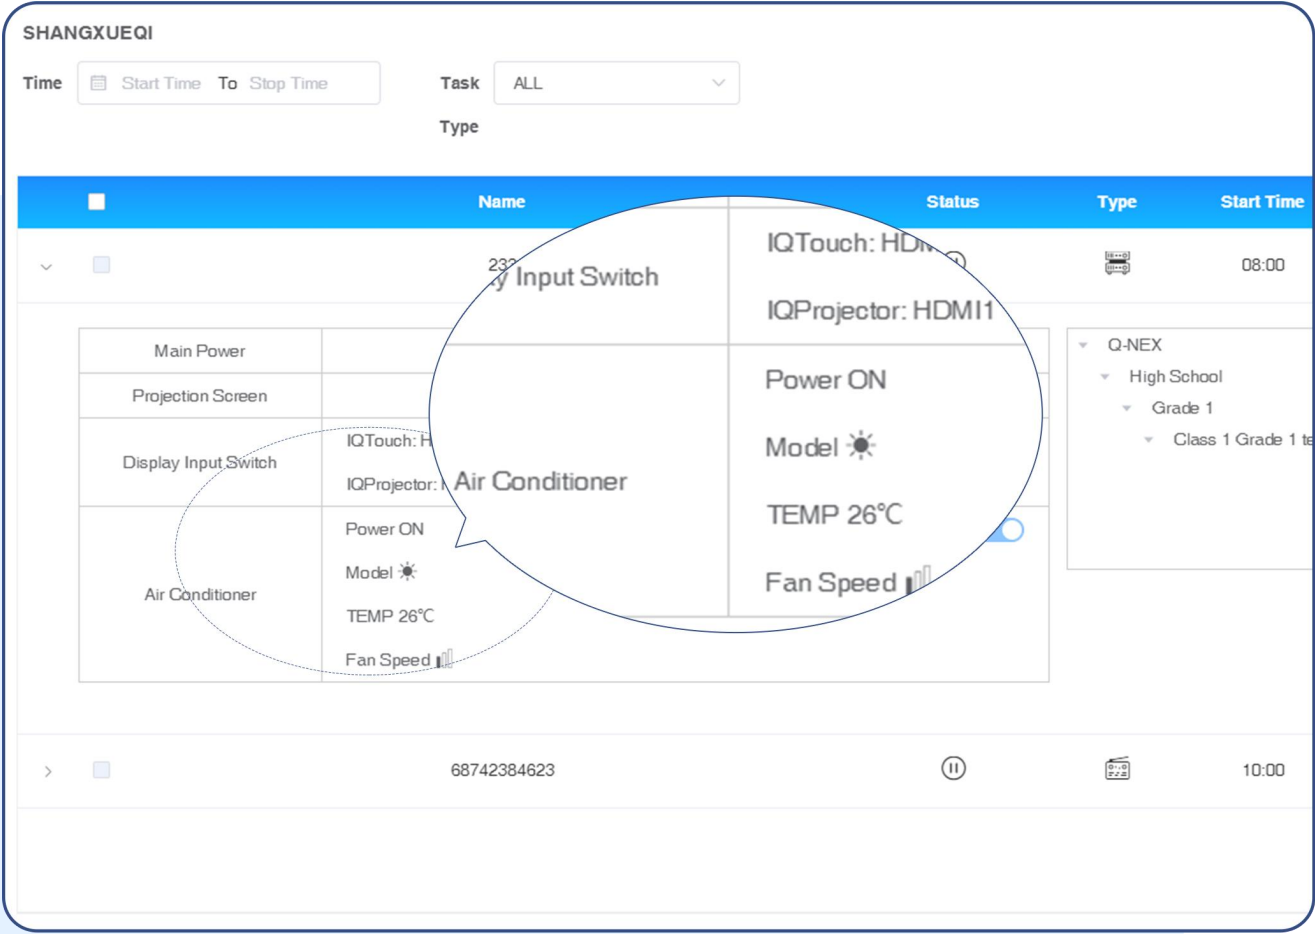 SHANGXUEQI
Time Start Time To Stop Time Task ALL
Type
Name Status Type Start Time
08:00
Main Power
Projection Screen
Display Input Switch
IQTouch:
IQProjector:
Air Conditioner
Power ON
Model
TEMP 26℃
Fan Speed
Input Switch
IQTouch:
IQProjector: HDMI1
Air Conditioner
Power ON
Model
TEMP 26℃
Fan Speed
Q-NEX
High School
Grade 1
Class 1 Grade 1
68742384623 10:00